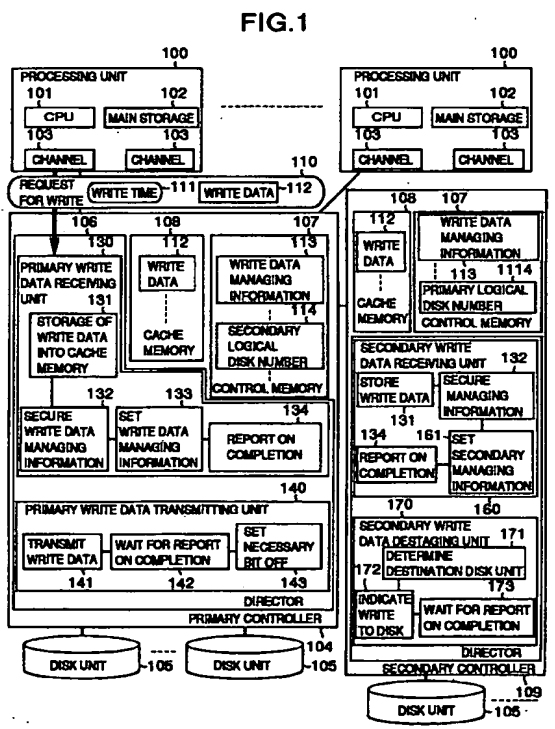 FIG.1
100
PROCESSING UNIT
101
102
CPU
MAIN STORAGE
103
103
CHANNEL
CHANNEL
100
PROCESSING UNIT
101
102
CPU
MAIN STORAGE
103
103
CHANNEL
CHANNEL
110
REQUEST
FOR WRITE
WRITE TIME
111
WRITE DATA
112
106
130
PRIMARY WRITE
DATA RECEIVING
UNIT
131
STORAGE OF
WRITE DATA
INTO CACHE
MEMORY
108
112
WRITE
DATA
CACHE
MEMORY
107
113
WRITE DATA
MANAGING
INFORMATION
114
SECONDARY
LOGICAL
DISK NUMBER
CONTROL MEMORY
132
SECURE
WRITE DATA
MANAGING
INFORMATION
133
SET
WRITE DATA
MANAGING
INFORMATION
134
REPORT ON
COMPLETION
140
PRIMARY WRITE DATA TRANSMITTING UNIT
TRANSMIT
WRITE DATA
141
WAIT FOR REPORT
ON COMPLETION
142
SET
NECESSARY
BIT OFF
143
DIRECTOR
PRIMARY CONTROLLER
104
DISK UNIT
105
DISK UNIT
105
108
112
WRITE
DATA
CACHE
MEMORY
107
WRITE DATA
MANAGING
INFORMATION
113
1114
PRIMARY LOGICAL
DISK NUMBER
CONTROL MEMORY
SECONDARY WRITE
DATA RECEIVING UNIT
132
STORE
WRITE DATA
131
SECURE
MANAGING
INFORMATION
134
161
REPORT ON
COMPLETION
SET
SECONDARY
MANAGING
INFORMATION
160
170
SECONDARY WRITE
DATA DESTAGING UNIT
171
DETERMINE
DESTINATION DISK UNIT
172
173
INDICATE
WRITE
TO DISK
WAIT FOR REPORT
ON COMPLETION
DIRECTOR
SECONDARY CONTROLLER
109
DISK UNIT
105